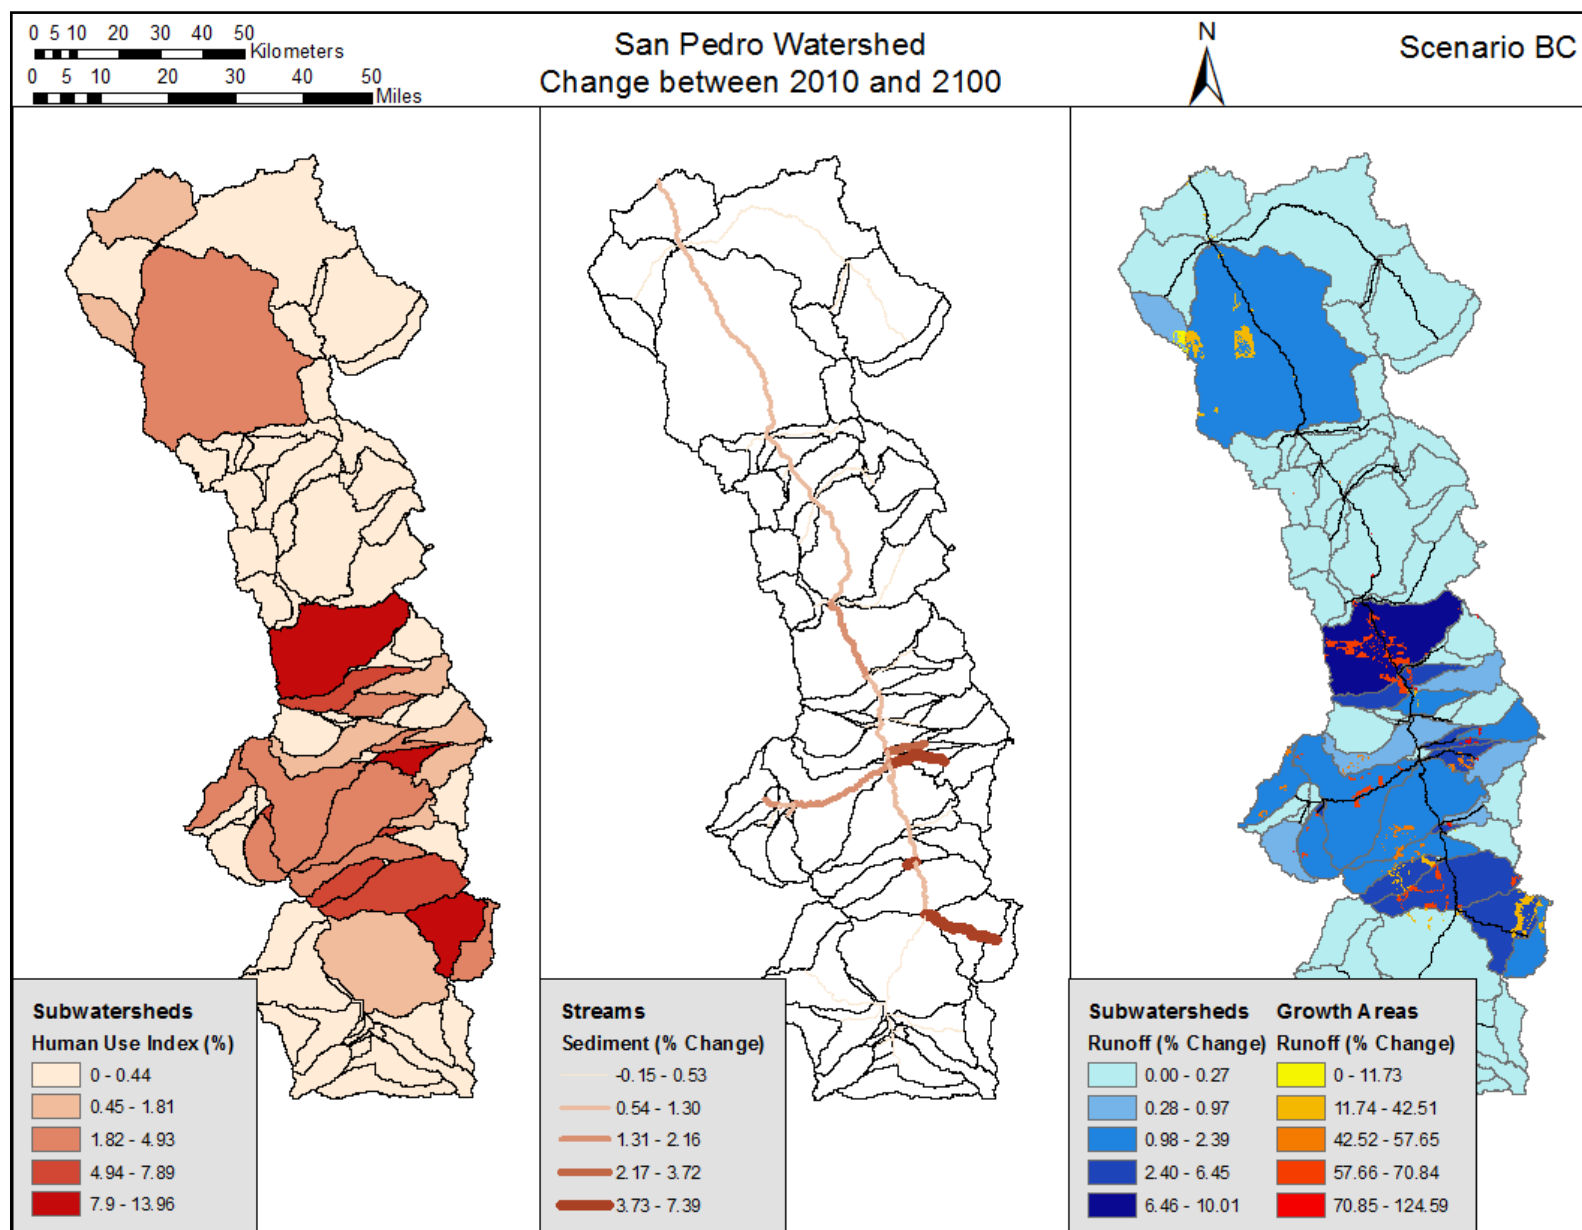 0 5 10 20 30 40 50
Kilometers
0 5 10 20 30 40 50
Miles
San Pedro Watershed
Change between 2010 and 2100
N
Scenario BC
Subwatersheds
Human Use Index (%)
0 - 0.44
0.45 - 1.81
1.82 - 4.93
4.94 - 7.89
7.9 - 13.96
Streams
Sediment (% Change)
-0.15 - 0.53
0.54 - 1.30
1.31 - 2.16
2.17 - 3.72
3.73 - 7.39
Subwatersheds
Runoff (% Change)
0.00 - 0.27
0.28 - 0.97
0.98 - 2.39
2.40 - 6.45
6.46 - 10.01
Growth Areas
Runoff (% Change)
0 - 11.73
11.74 - 42.51
42.52 - 57.65
57.66 - 70.84
70.85 - 124.59